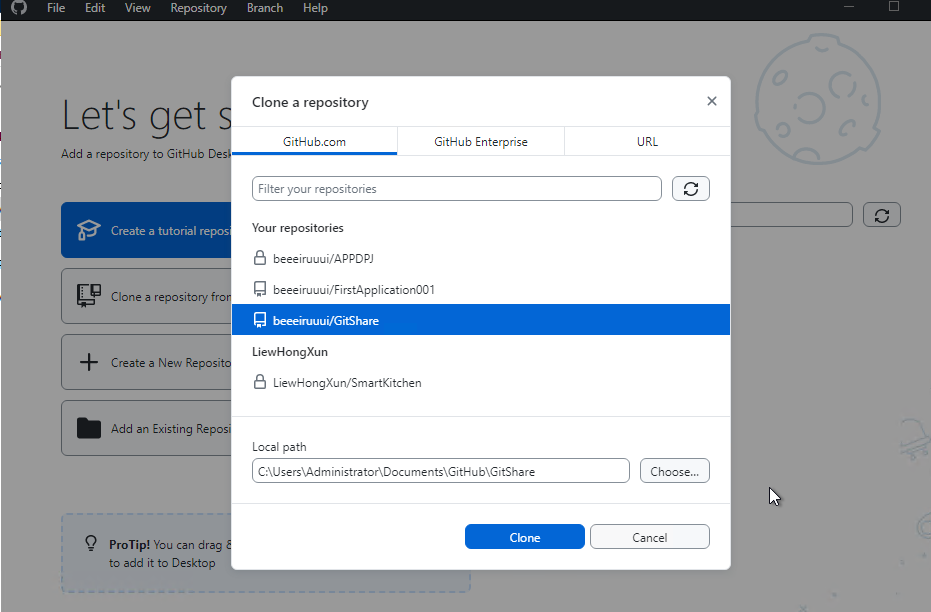 File Edit View Repository Branch Help
Let's get s
Add a repository to GitHub Desk
Create a tutorial reposi
Clone a repository from
Create a New Reposito
Add an Existing Reposi
ProTip! You can drag &
to add it to Desktop
Clone a repository
GitHub.com GitHub Enterprise URL
Filter your repositories
Your repositories
beeeiruuui/APPDPJ
beeeiruuui/FirstApplication001
beeeiruuui/GitShare
LiewHongXun
LiewHongXun/SmartKitchen
Local path
C:\Users\Administrator\Documents\GitHub\GitShare
Choose...
Clone Cancel